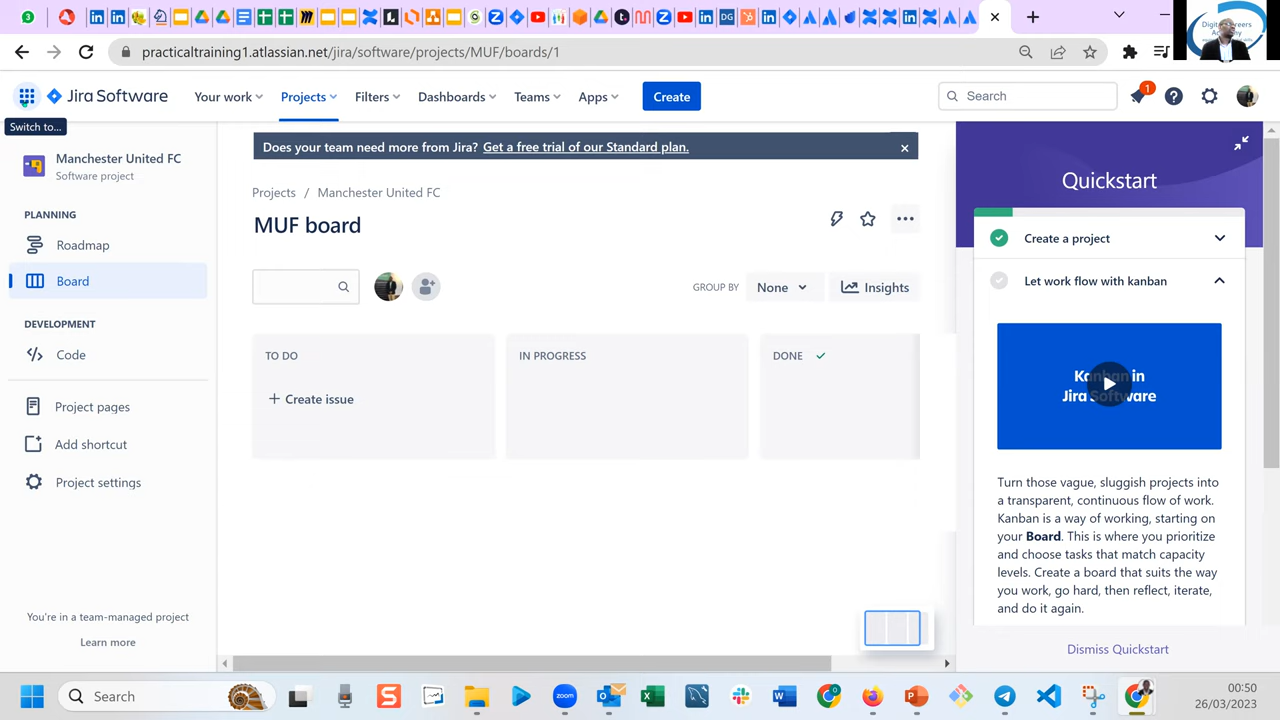 practicaltraining1.atlassian.net/jira/software/projects/MUF/boards/1
Jira Software
Your work
Projects
Filters
Dashboards
Teams
Apps
Create
Search
1
Switch to...
Manchester United FC
Software project
PLANNING
Roadmap
Board
DEVELOPMENT
Code
Project pages
Add shortcut
Project settings
You're in a team-managed project
Learn more
Does your team need more from Jira? Get a free trial of our Standard plan.
Projects / Manchester United FC
MUF board
GROUP BY
None
Insights
TO DO
IN PROGRESS
DONE
+ Create issue
Quickstart
Create a project
Let work flow with kanban
Kanban in
Jira Software
Turn those vague, sluggish projects into
a transparent, continuous flow of work.
Kanban is a way of working, starting on
your Board. This is where you prioritize
and choose tasks that match capacity
levels. Create a board that suits the way
you work, go hard, then reflect, iterate,
and do it again.
Dismiss Quickstart
Search
zoom
00:50
26/03/2023